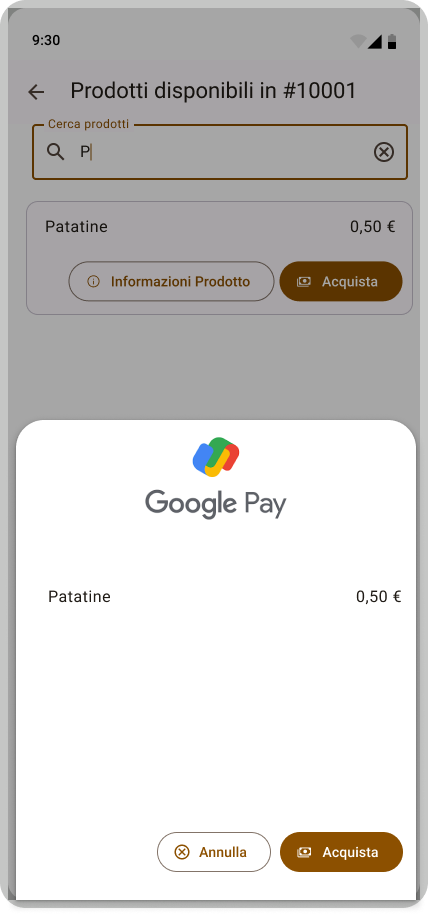 9:30
Prodotti disponibili in #10001
Cerca prodotti
P
Patatine 0,50 €
Informazioni Prodotto Acquista
Google Pay
Patatine 0,50 €
Annulla Acquista